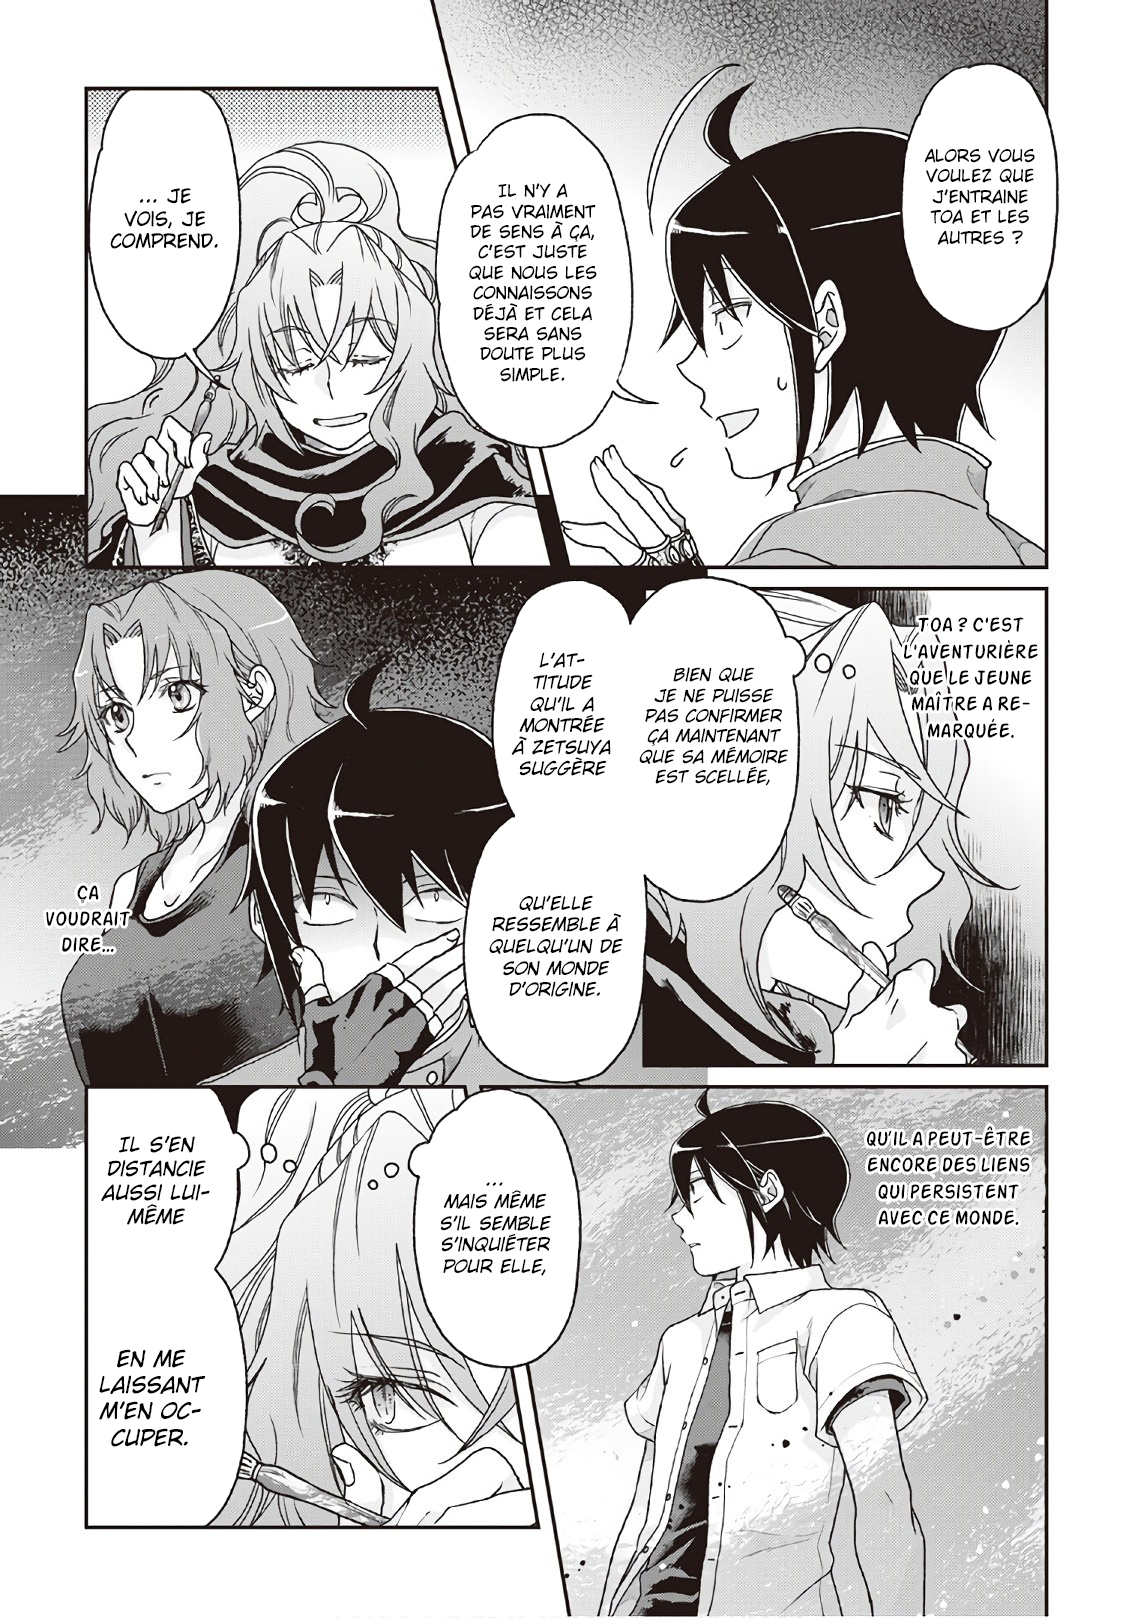 ALORS VOUS
VOULEZ QUE
J'ENTRAINE
TOA ET LES
AUTRES ?
IL N'Y A
PAS VRAIMENT
DE SENS À ÇA,
C'EST JUSTE
QUE NOUS LES
CONNAISSONS
DÉJÀ ET CELA
SERA SANS
DOUTE PLUS
SIMPLE.
... JE
VOIS, JE
COMPREND.
TOA ? C'EST
L'AVENTURIÈRE
QUE LE JEUNE
MAÎTRE A RE-
MARQUÉE.
BIEN QUE
JE NE PUISSE
PAS CONFIRMER
ÇA MAINTENANT
QUE SA MÉMOIRE
EST SCELLÉE,
L'AT-
TITUDE
QU'IL A
MONTRÉE
À ZETSUYA
SUGGÈRE
QU'ELLE
RESSEMBLE À
QUELQU'UN DE
SON MONDE
D'ORIGINE.
ÇA
VOUDRAIT
DIRE...
QU'IL A PEUT-ÊTRE
ENCORE DES LIENS
QUI PERSISTENT
AVEC CE MONDE.
...
MAIS MÊME
S'IL SEMBLE
S'INQUIÉTER
POUR ELLE,
IL S'EN
DISTANCIE
AUSSI LUI-
MÊME
EN ME
LAISSANT
M'EN OC-
CUPER.